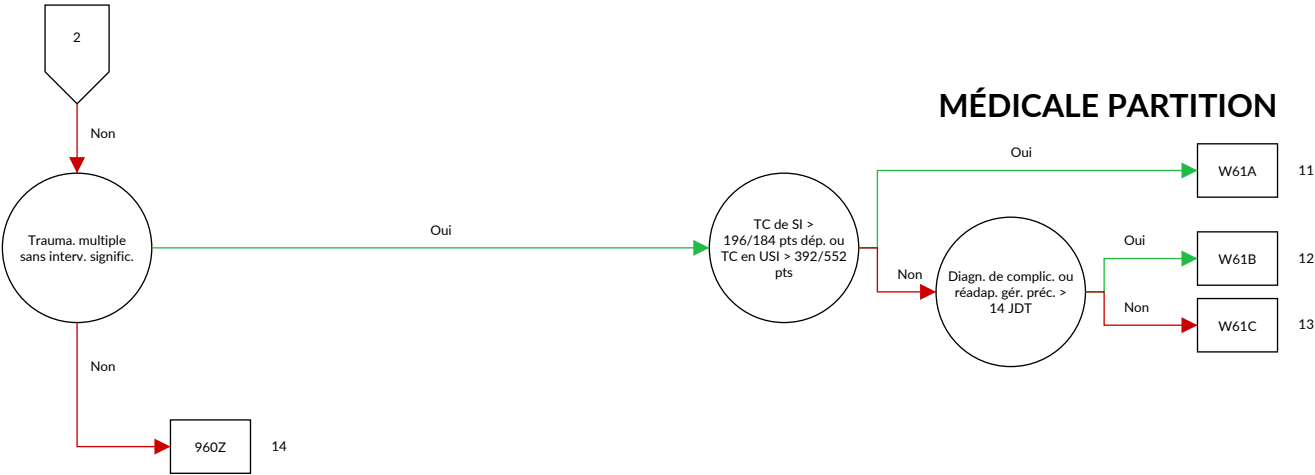 2
Non
MÉDICALE PARTITION
Oui
W61A
11
Trauma. multiple
sans interv. signific.
Oui
TC de SI >
196/184 pts dép. ou
TC en USI > 392/552
pts
Non
Diagn. de complic. ou
réadap. gér. préc. >
14 JDT
Oui
W61B
12
Non
W61C
13
Non
960Z
14